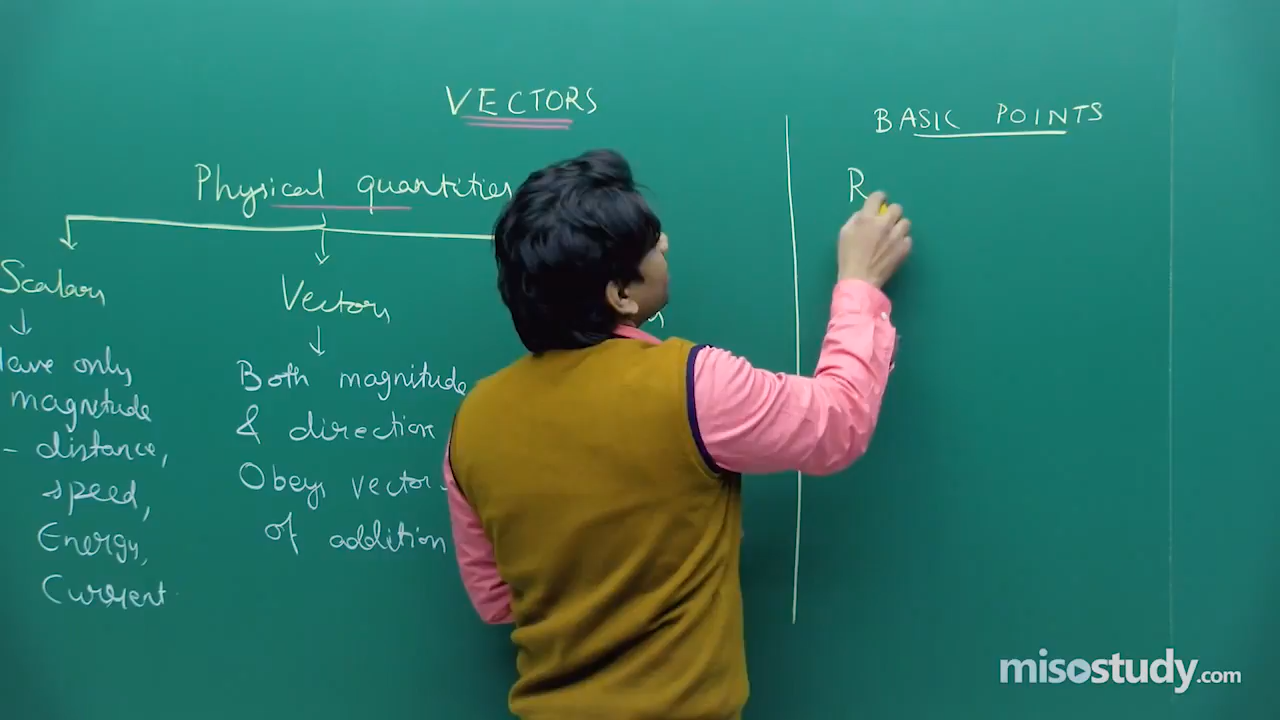 VECTORS
Physical quantities
Scalars
Have only
magnitude
- distance,
speed,
Energy,
Current
Vectors
Both magnitude
& direction
Obeys vector
of addition
BASIC POINTS
R
misostudy.com